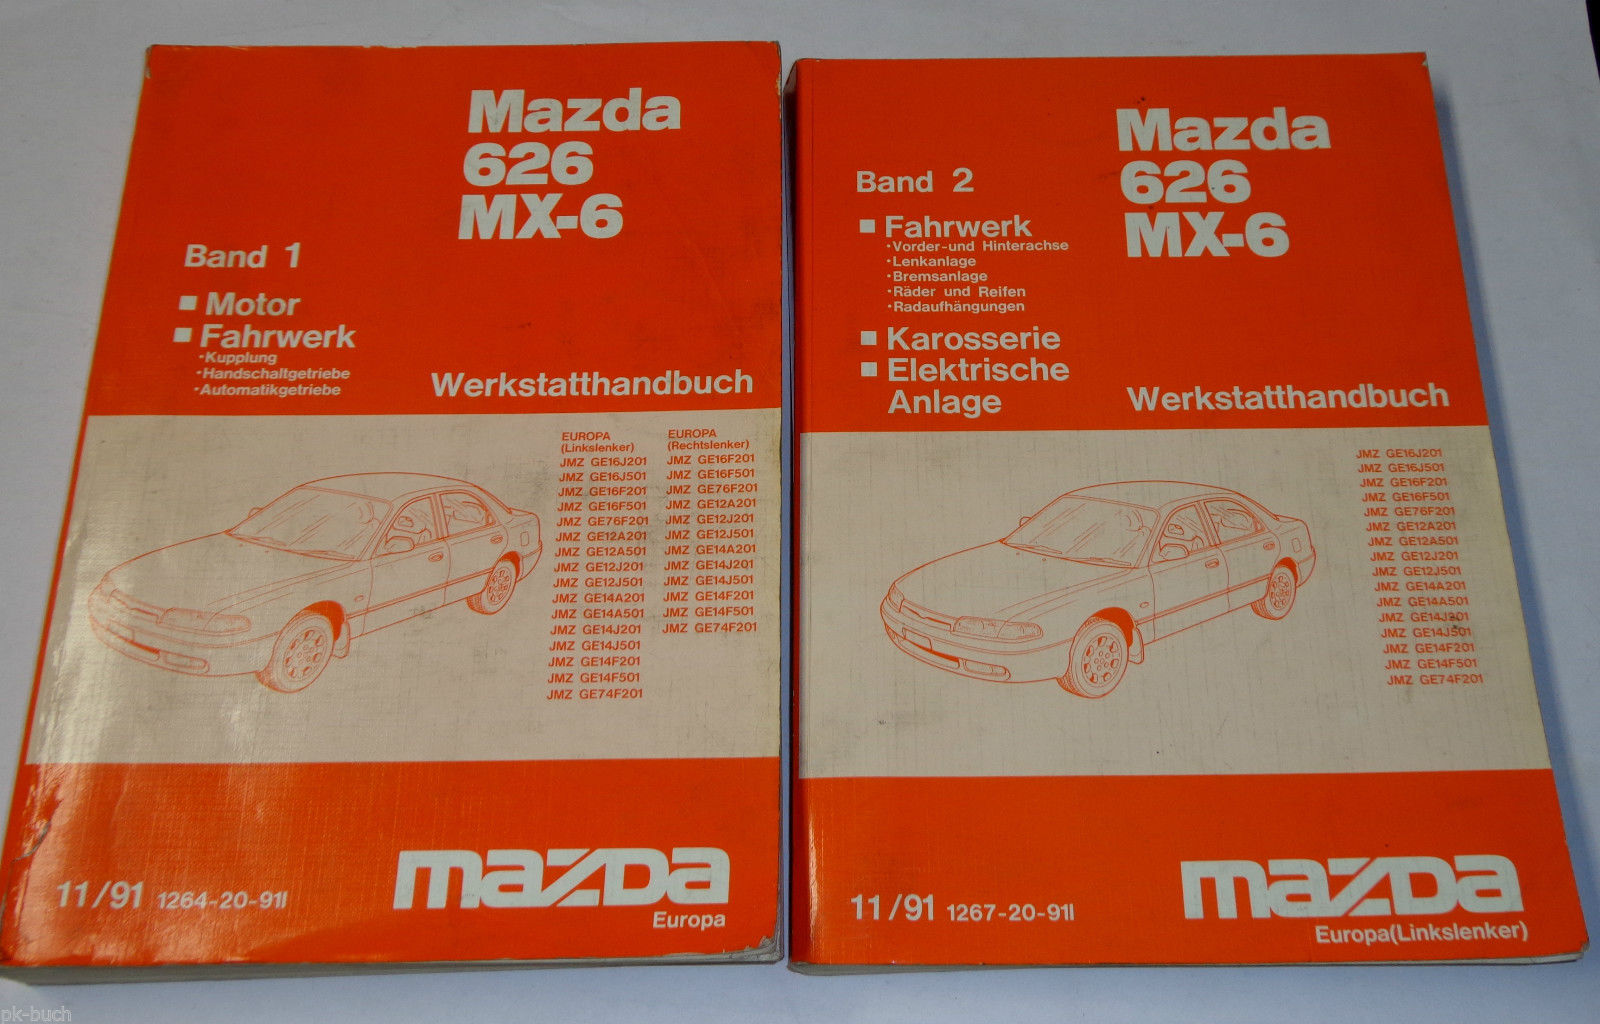 Mazda
626
MX-6
Band 1
Motor
Fahrwerk
•Kupplung
•Handschaltgetriebe
•Automatikgetriebe
Werkstatthandbuch
EUROPA
(Linkslenker)
JMZ GE16J201
JMZ GE16J501
JMZ GE16F201
JMZ GE16F501
JMZ GE76F201
JMZ GE12A201
JMZ GE12A501
JMZ GE12J201
JMZ GE12J501
JMZ GE14A201
JMZ GE14A501
JMZ GE14J201
JMZ GE14J501
JMZ GE14F201
JMZ GE14F501
JMZ GE74F201
EUROPA
(Rechtslenker)
JMZ GE16F201
JMZ GE16F501
JMZ GE76F201
JMZ GE12A201
JMZ GE12J201
JMZ GE12J501
JMZ GE14A201
JMZ GE14J201
JMZ GE14J501
JMZ GE14F201
JMZ GE14F501
JMZ GE74F201
11/91 1264-20-91I
mazda
Europa
Mazda
626
MX-6
Band 2
Fahrwerk
•Vorder-und Hinterachse
•Lenkanlage
•Bremsanlage
•Räder und Reifen
•Radaufhängungen
Karosserie
Elektrische
Anlage
Werkstatthandbuch
JMZ GE16J201
JMZ GE16J501
JMZ GE16F201
JMZ GE16F501
JMZ GE76F201
JMZ GE12A201
JMZ GE12A501
JMZ GE12J201
JMZ GE12J501
JMZ GE14A201
JMZ GE14A501
JMZ GE14J201
JMZ GE14J501
JMZ GE14F201
JMZ GE14F501
JMZ GE74F201
11/91 1267-20-91I
mazda
Europa(Linkslenker)
pk-buch